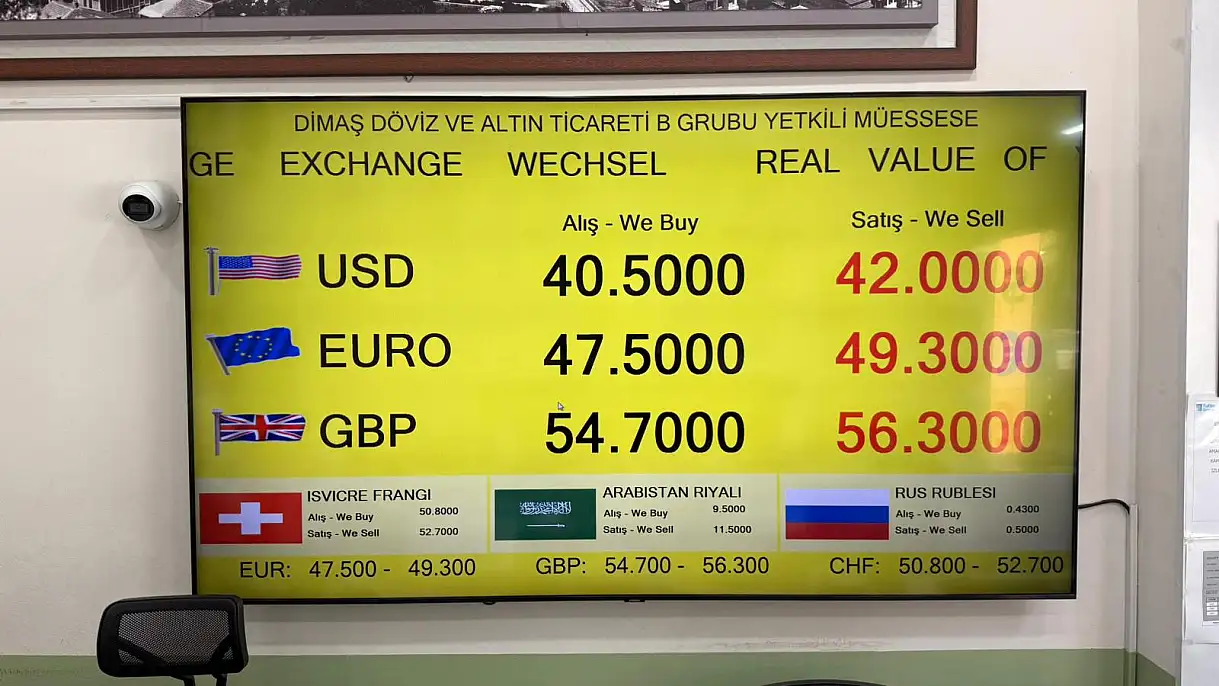 DİMAŞ DÖVİZ VE ALTIN TİCARETİ B GRUBU YETKİLİ MÜESSESE
GE EXCHANGE WECHSEL REAL VALUE OF
Alış - We Buy Satış - We Sell
USD 40.5000 42.0000
EURO 47.5000 49.3000
GBP 54.7000 56.3000
ISVICRE FRANGI
Alış - We Buy 50.8000
Satış - We Sell 52.7000
ARABISTAN RIYALI
Alış - We Buy 9.5000
Satış - We Sell 11.5000
RUS RUBLESI
Alış - We Buy 0.4300
Satış - We Sell 0.5000
EUR: 47.500 - 49.300 GBP: 54.700 - 56.300 CHF: 50.800 - 52.700